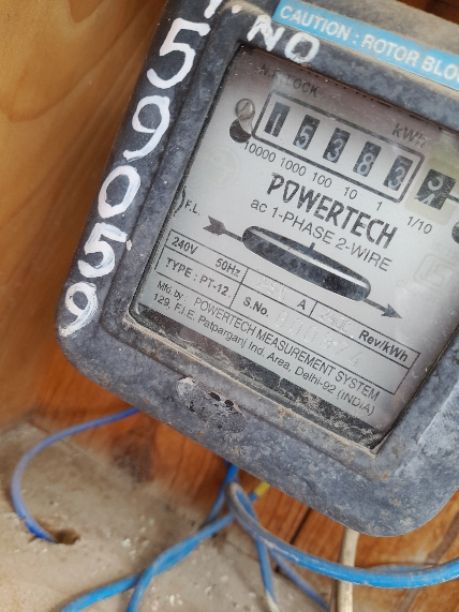 CAUTION : ROTOR BLO
. NO
59059
kWh
15383
10000 1000 100 10 1 1/10
POWERTECH
ac 1-PHASE 2-WIRE
F.L.
240V 50Hz A Rev/kWh
TYPE : PT-12 S.No.
Mfd. by : POWERTECH MEASUREMENT SYSTEM
129, F.I.E. Patparganj Ind. Area, Delhi-92 (INDIA)